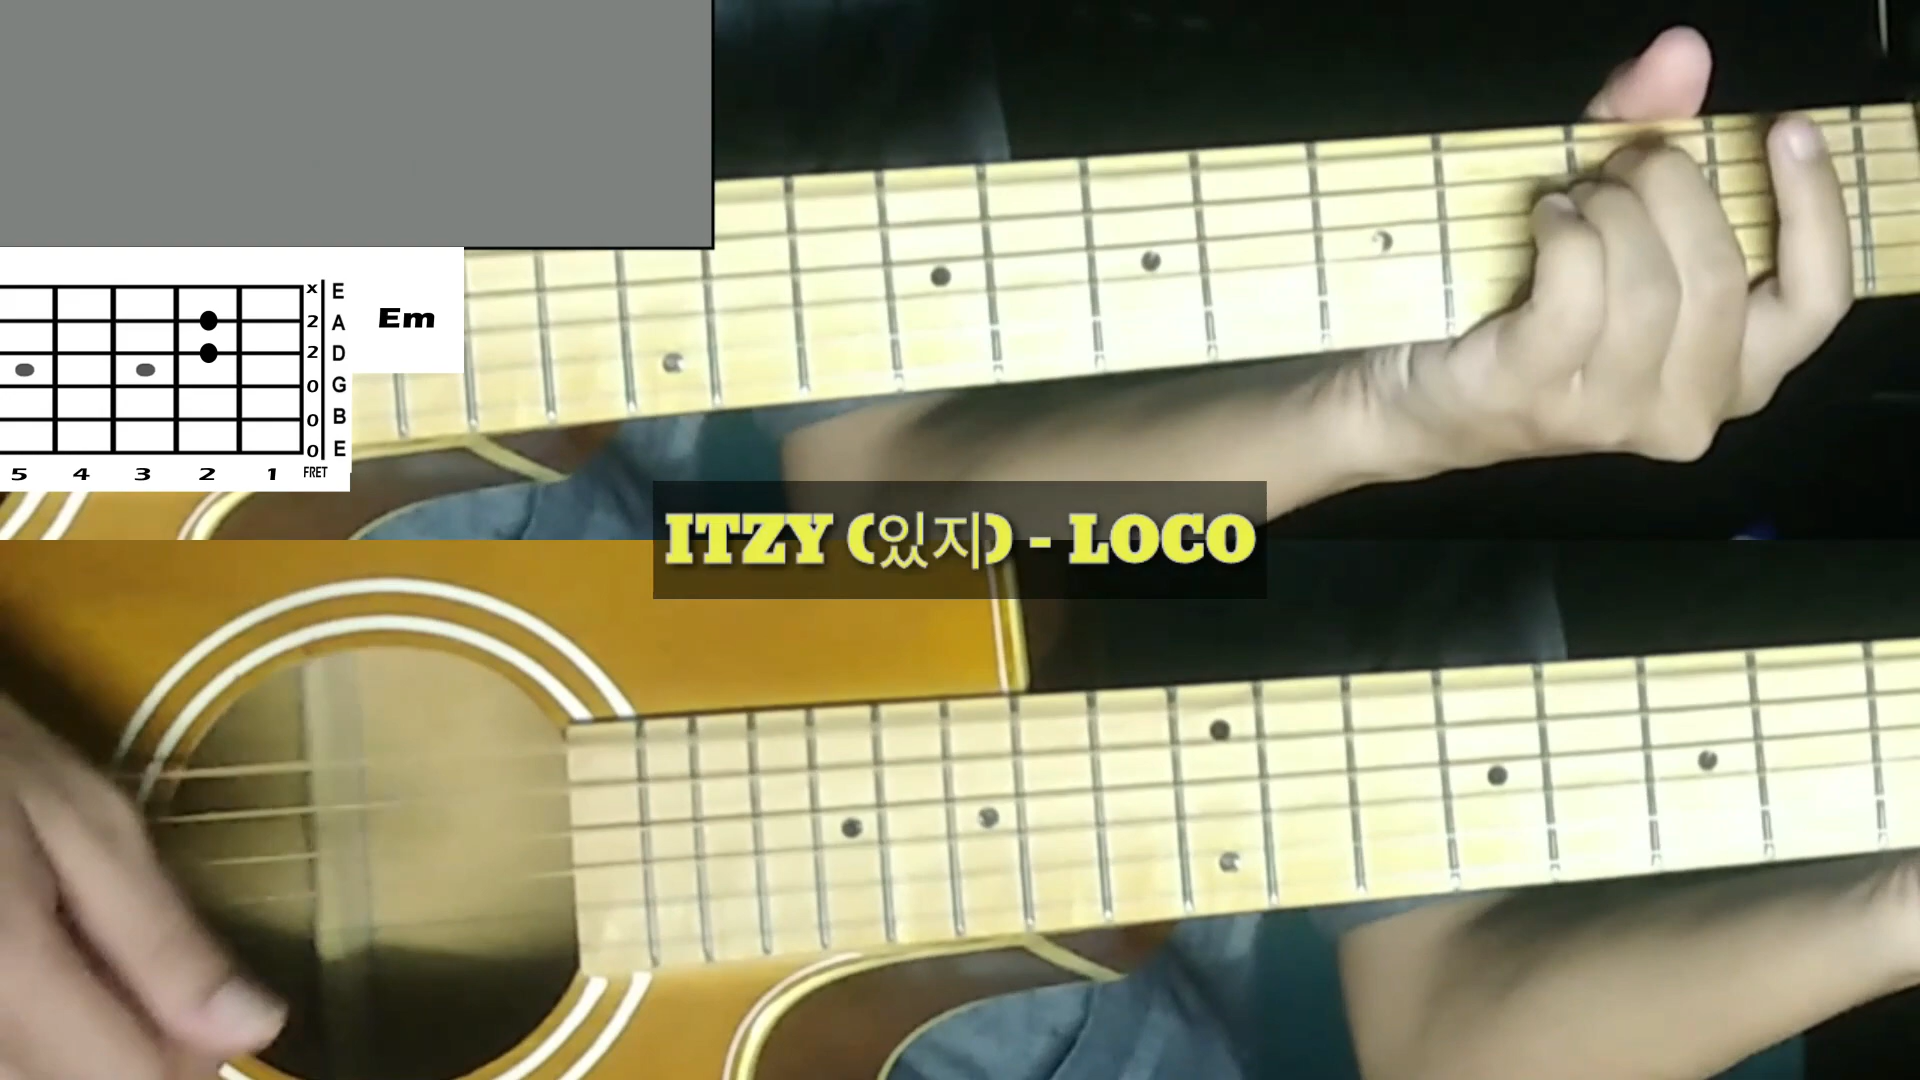 x E
2 A
Em
2 D
0 G
0 B
0 E
5 4 3 2 1 FRET
ITZY (있지) - LOCO